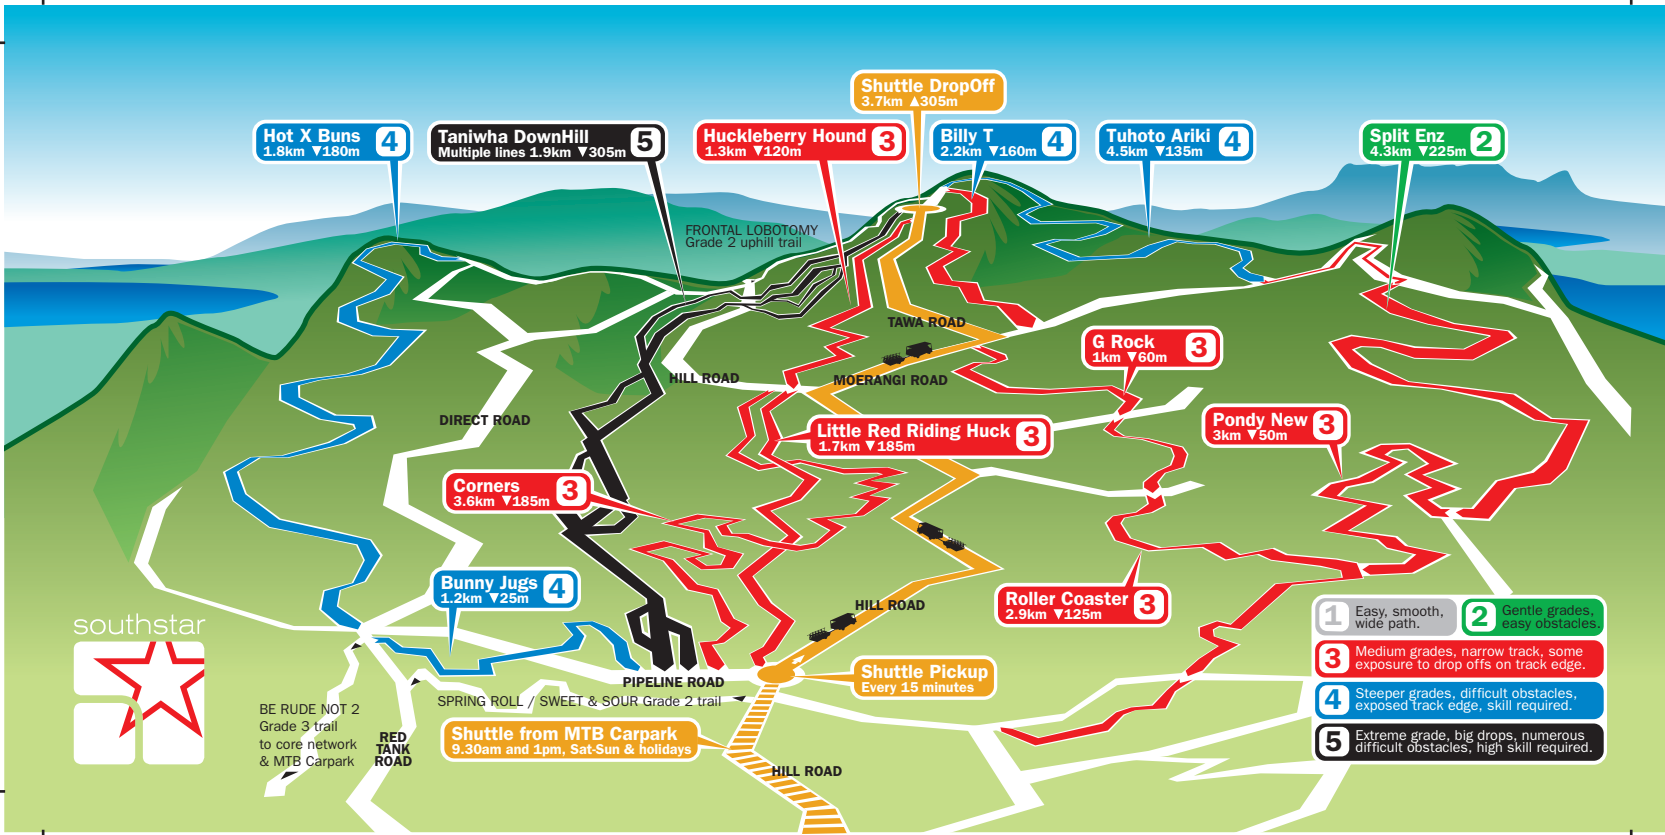 Shuttle DropOff
3.7km ▲305m
Hot X Buns 4
1.8km ▼180m
Taniwha DownHill 5
Multiple lines 1.9km ▼305m
Huckleberry Hound 3
1.3km ▼120m
Billy T 4
2.2km ▼160m
Tuhoto Ariki 4
4.5km ▼135m
Split Enz 2
4.3km ▼225m
FRONTAL LOBOTOMY
Grade 2 uphill trail
TAWA ROAD
G Rock 3
1km ▼60m
HILL ROAD
MOERANGI ROAD
DIRECT ROAD
Little Red Riding Huck 3
1.7km ▼185m
Pondy New 3
3km ▼50m
Corners 3
3.6km ▼185m
Bunny Jugs 4
1.2km ▼25m
Roller Coaster 3
2.9km ▼125m
HILL ROAD
southstar
Shuttle Pickup
Every 15 minutes
PIPELINE ROAD
SPRING ROLL / SWEET & SOUR Grade 2 trail
BE RUDE NOT 2
Grade 3 trail
to core network
& MTB Carpark
RED
TANK
ROAD
Shuttle from MTB Carpark
9.30am and 1pm, Sat-Sun & holidays
HILL ROAD
1 Easy, smooth,
wide path.
2 Gentle grades,
easy obstacles.
3 Medium grades, narrow track, some
exposure to drop offs on track edge.
4 Steeper grades, difficult obstacles,
exposed track edge, skill required.
5 Extreme grade, big drops, numerous
difficult obstacles, high skill required.